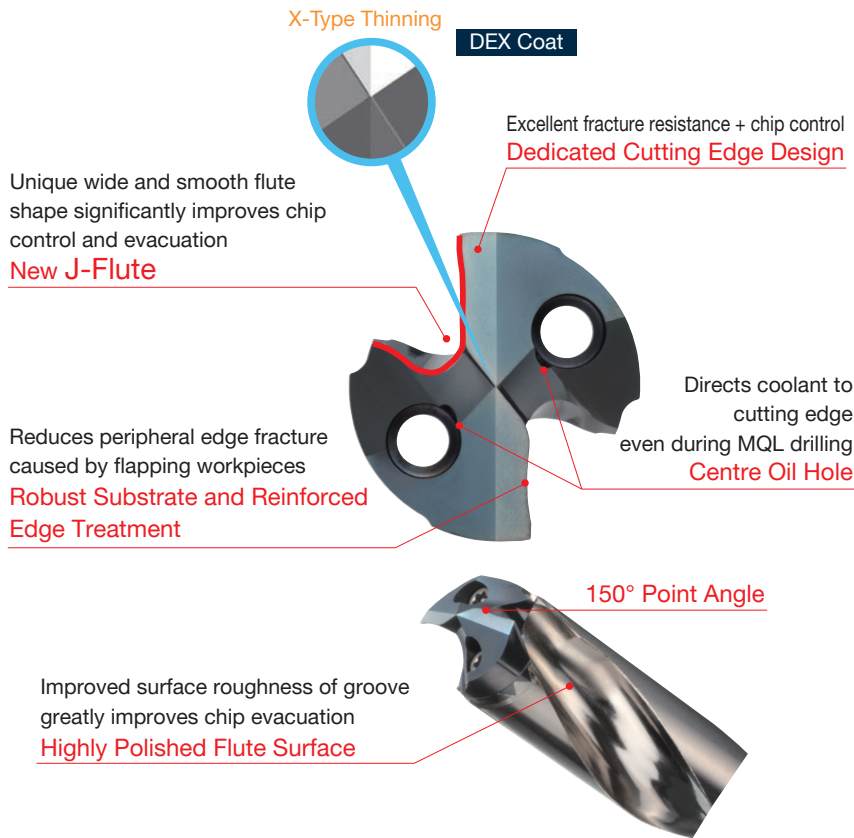 X-Type Thinning
DEX Coat
Excellent fracture resistance + chip control
Dedicated Cutting Edge Design
Unique wide and smooth flute
shape significantly improves chip
control and evacuation
New J-Flute
Directs coolant to
cutting edge
even during MQL drilling
Centre Oil Hole
Reduces peripheral edge fracture
caused by flapping workpieces
Robust Substrate and Reinforced
Edge Treatment
150° Point Angle
Improved surface roughness of groove
greatly improves chip evacuation
Highly Polished Flute Surface